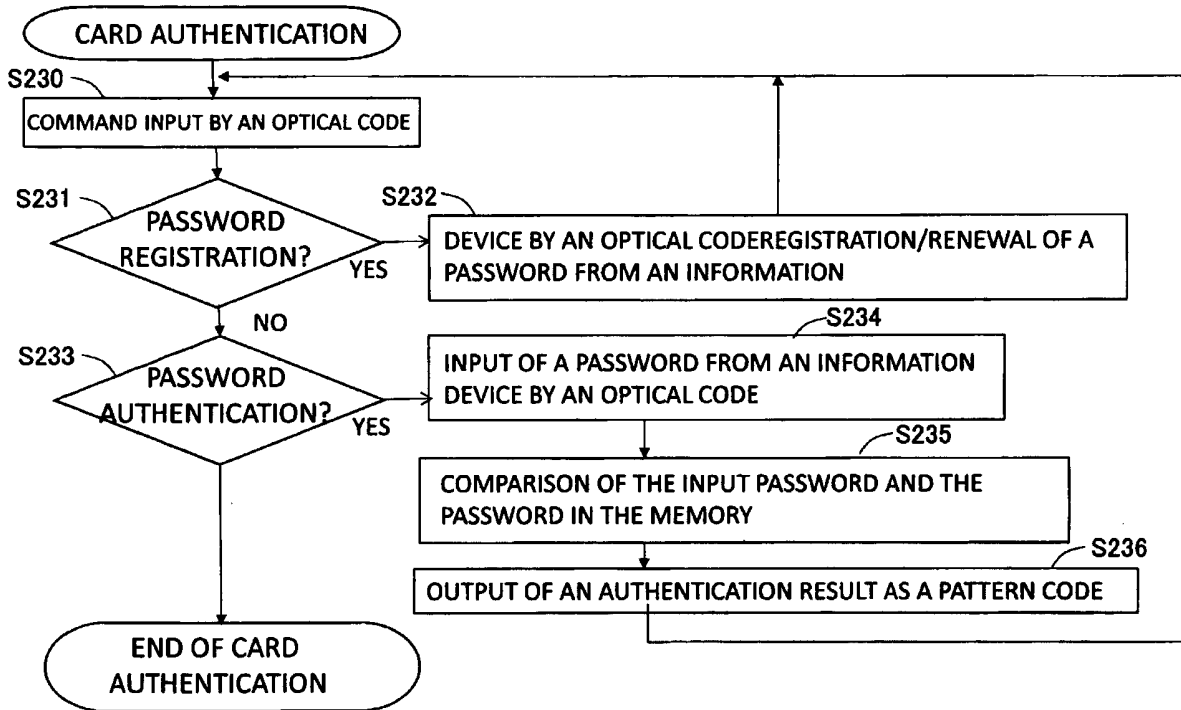 CARD AUTHENTICATION
S230
COMMAND INPUT BY AN OPTICAL CODE
S231
PASSWORD
REGISTRATION?
YES
S232
DEVICE BY AN OPTICAL CODEREGISTRATION/RENEWAL OF A
PASSWORD FROM AN INFORMATION
NO
S233
PASSWORD
AUTHENTICATION?
YES
S234
INPUT OF A PASSWORD FROM AN INFORMATION
DEVICE BY AN OPTICAL CODE
S235
COMPARISON OF THE INPUT PASSWORD AND THE
PASSWORD IN THE MEMORY
S236
OUTPUT OF AN AUTHENTICATION RESULT AS A PATTERN CODE
END OF CARD
AUTHENTICATION